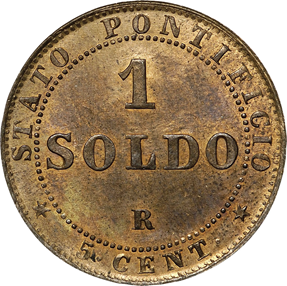 STATO PONTIFICIO
1
SOLDO
R
5 CENT.